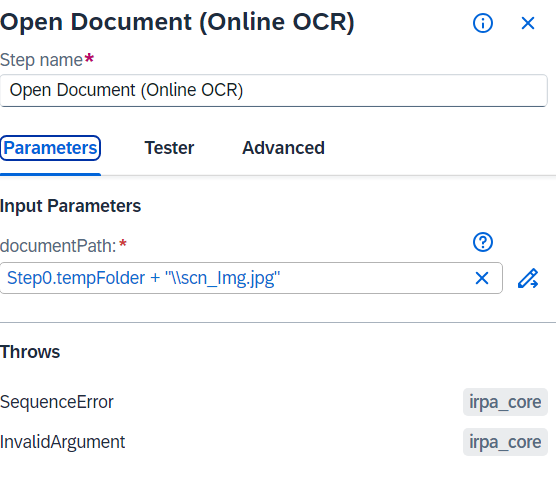 Open Document (Online OCR)
Step name*
Open Document (Online OCR)
Parameters Tester Advanced
Input Parameters
documentPath: *
Step0.tempFolder + "\\scn_Img.jpg"
Throws
SequenceError irpa_core
InvalidArgument irpa_core